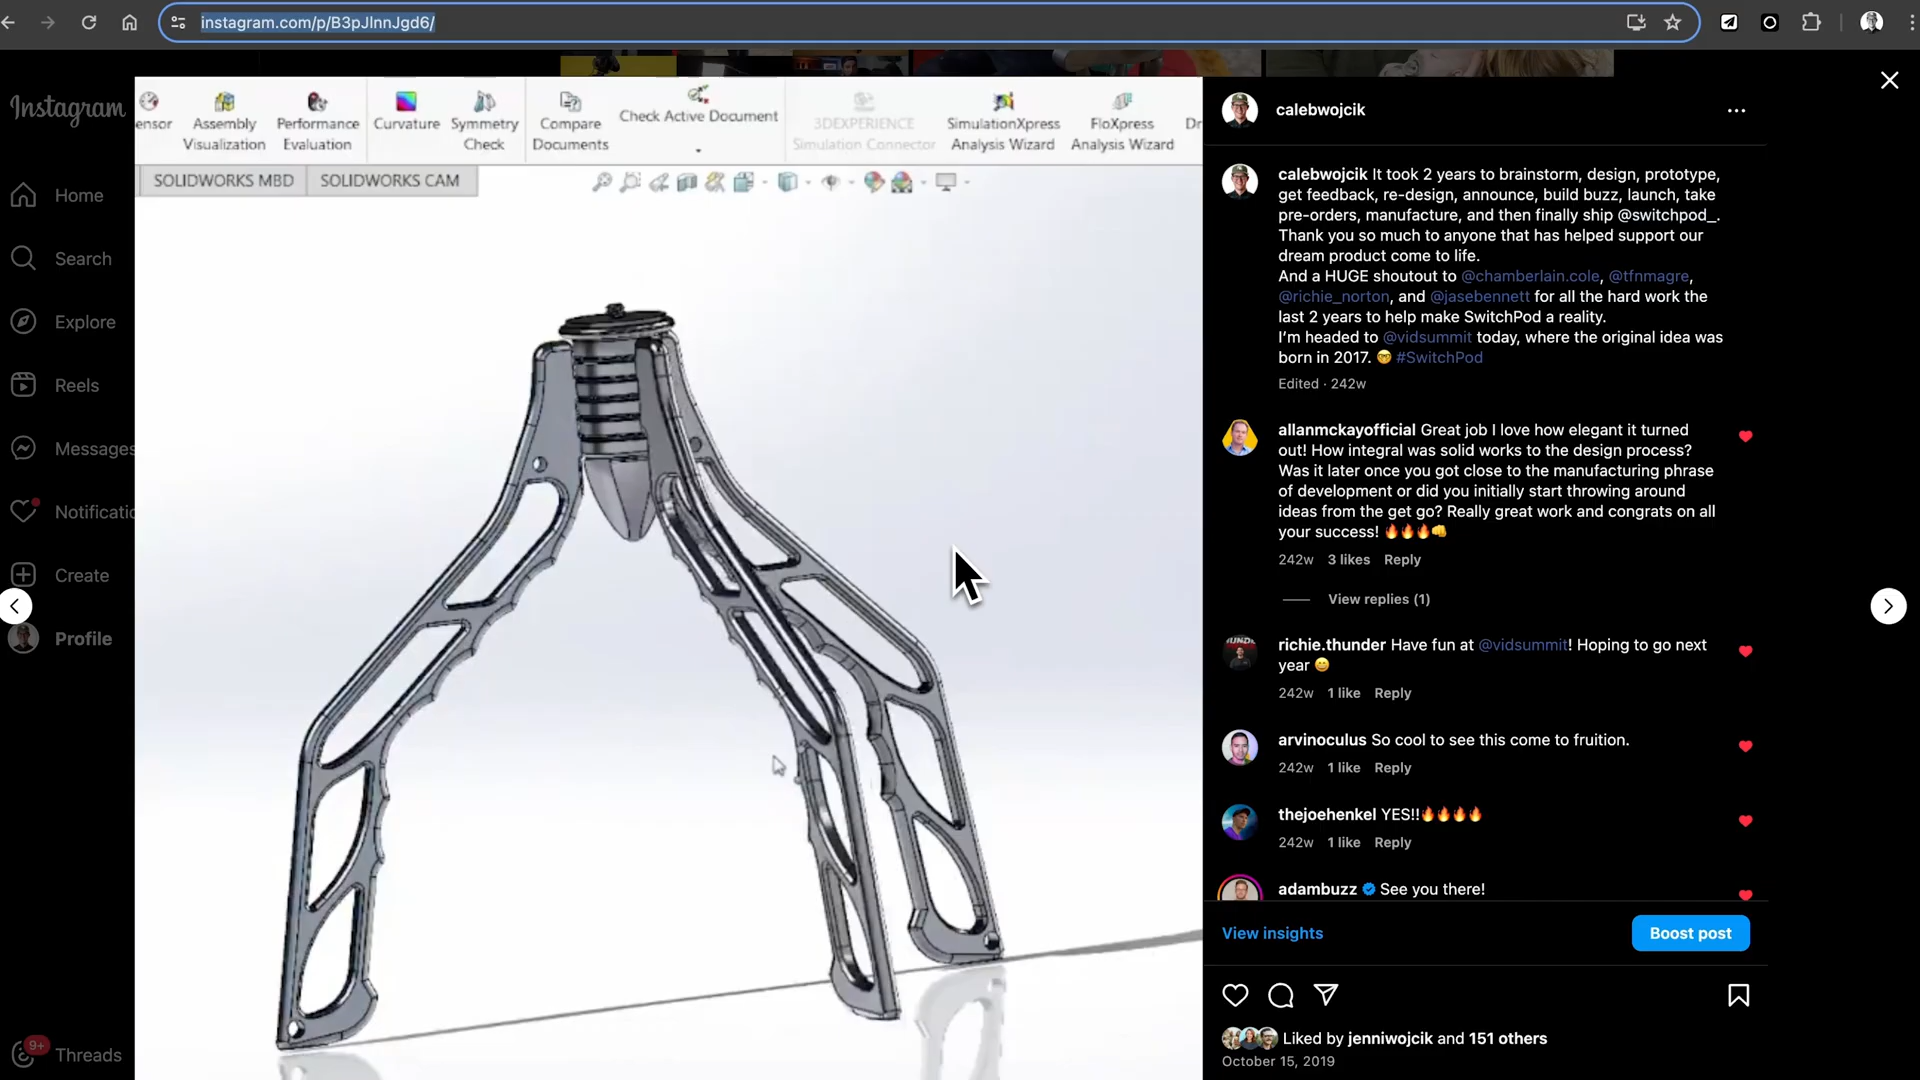 instagram.com/p/B3pJlnnJgd6/
Instagram
Home
Search
Explore
Reels
Messages
Notificatic
Create
Profile
9+
Threads
ensor
Assembly
Visualization
Performance
Evaluation
Curvature
Symmetry
Check
Compare
Documents
Check Active Document
3DEXPERIENCE
Simulation Connector
SimulationXpress
Analysis Wizard
FloXpress
Analysis Wizard
Dr
SOLIDWORKS MBD
SOLIDWORKS CAM
calebwojcik
calebwojcik It took 2 years to brainstorm, design, prototype,
get feedback, re-design, announce, build buzz, launch, take
pre-orders, manufacture, and then finally ship @switchpod_.
Thank you so much to anyone that has helped support our
dream product come to life.
And a HUGE shoutout to @chamberlain.cole, @tfnmagre,
@richie_norton, and @jasebennett for all the hard work the
last 2 years to help make SwitchPod a reality.
I'm headed to @vidsummit today, where the original idea was
born in 2017. 🤓 #SwitchPod
Edited · 242w
allanmckayofficial Great job I love how elegant it turned
out! How integral was solid works to the design process?
Was it later once you got close to the manufacturing phrase
of development or did you initially start throwing around
ideas from the get go? Really great work and congrats on all
your success! 🔥🔥🔥👊
242w 3 likes Reply
View replies (1)
richie.thunder Have fun at @vidsummit! Hoping to go next
year 😄
242w 1 like Reply
arvinoculus So cool to see this come to fruition.
242w 1 like Reply
thejoehenkel YES!!🔥🔥🔥🔥
242w 1 like Reply
adambuzz See you there!
View insights
Boost post
Liked by jenniwojcik and 151 others
October 15, 2019